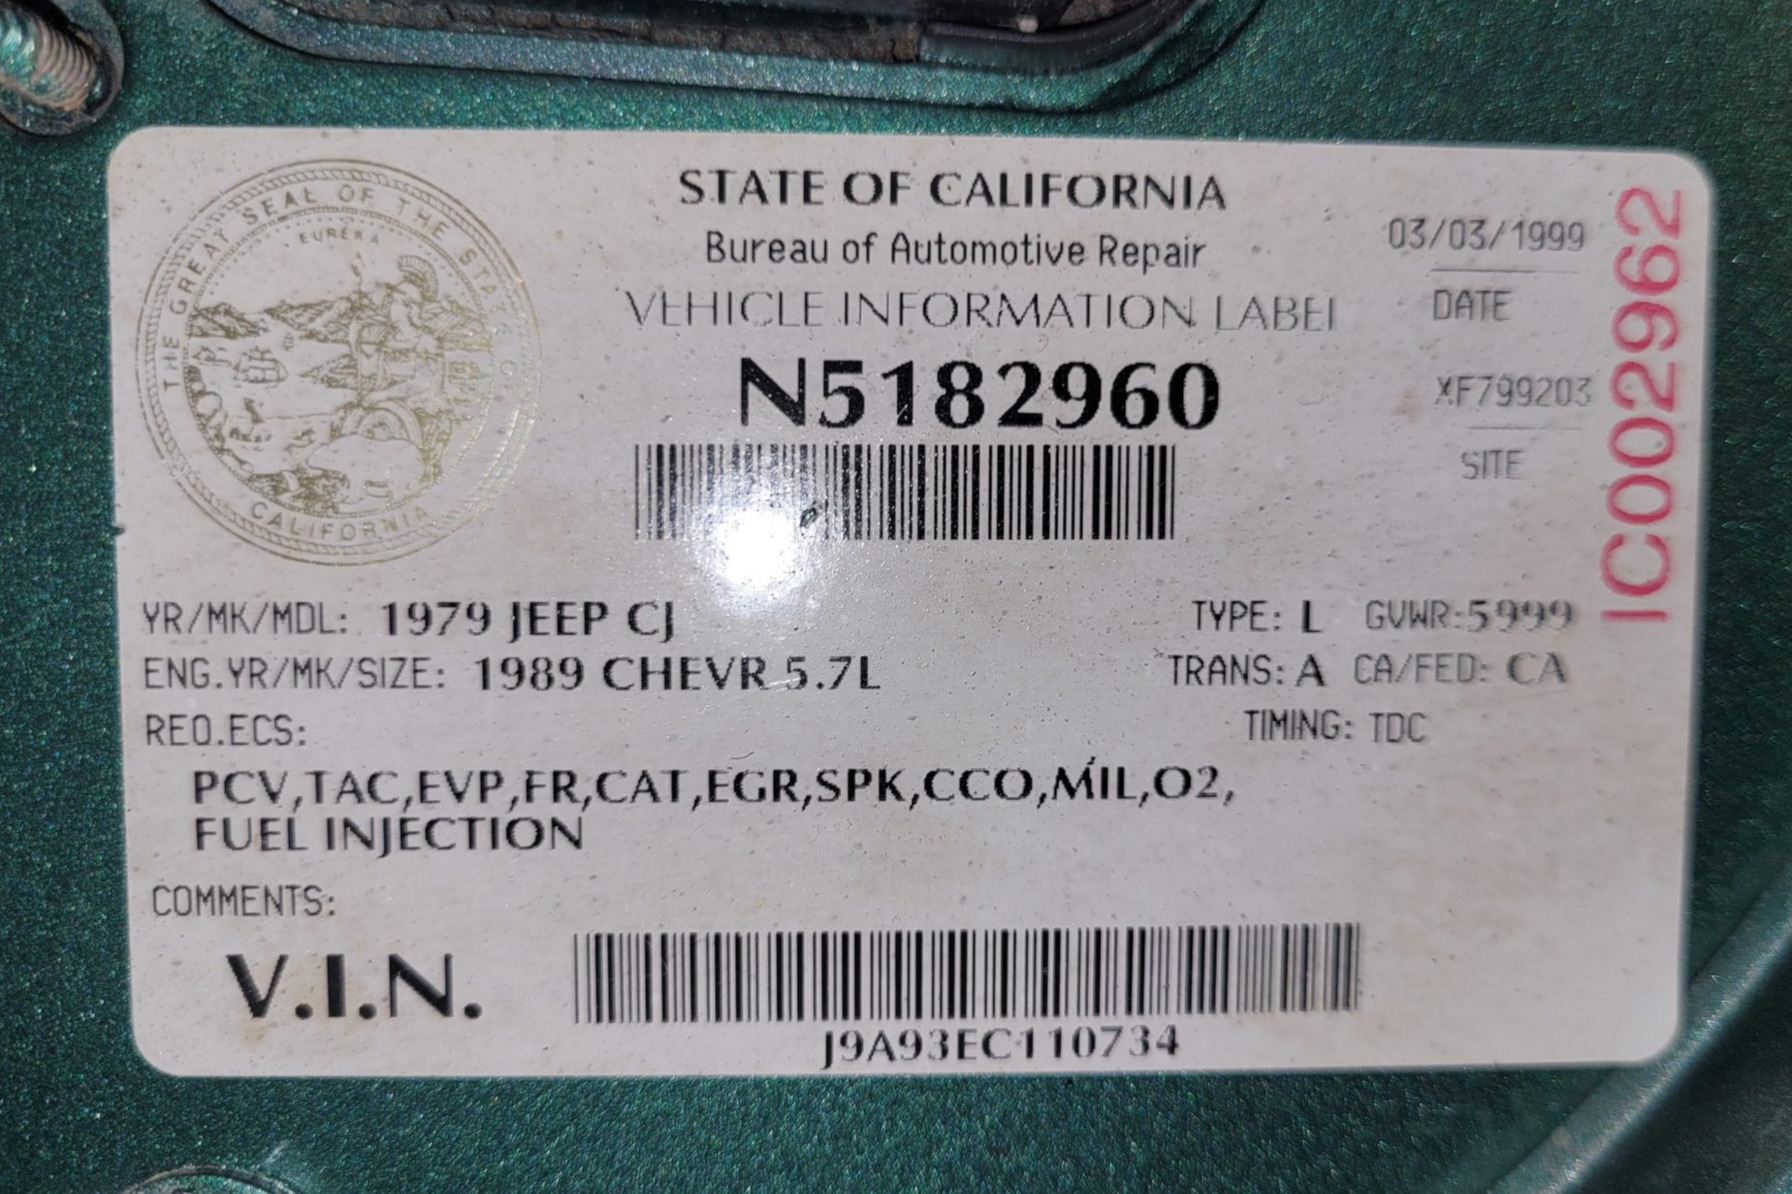 THE GREAT SEAL OF THE STATE OF CALIFORNIA
EUREKA
STATE OF CALIFORNIA
Bureau of Automotive Repair
VEHICLE INFORMATION LABEL
N5182960
03/03/1999
DATE
XF799203
SITE
IC002962
YR/MK/MDL: 1979 JEEP CJ TYPE: L GVWR:5999
ENG.YR/MK/SIZE: 1989 CHEVR 5.7L TRANS: A CA/FED: CA
REQ.ECS: TIMING: TDC
PCV,TAC,EVP,FR,CAT,EGR,SPK,CCO,MIL,O2,
FUEL INJECTION
COMMENTS:
V.I.N.
J9A93EC110734